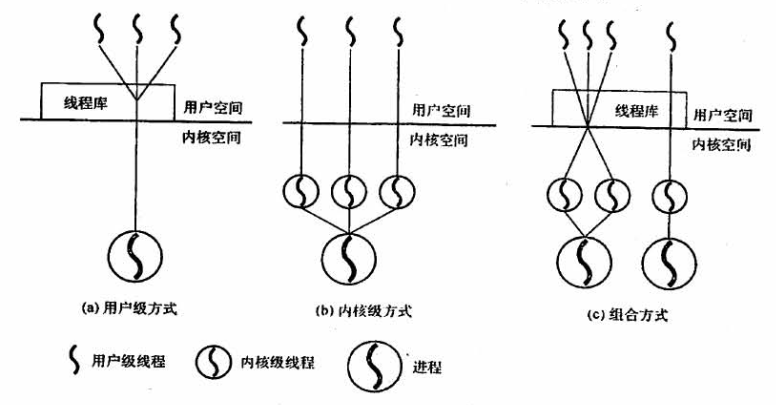 线程库
用户空间
内核空间
(a) 用户级方式
用户空间
内核空间
(b) 内核级方式
线程库
用户空间
内核空间
(c) 组合方式
用户级线程
内核级线程
进程